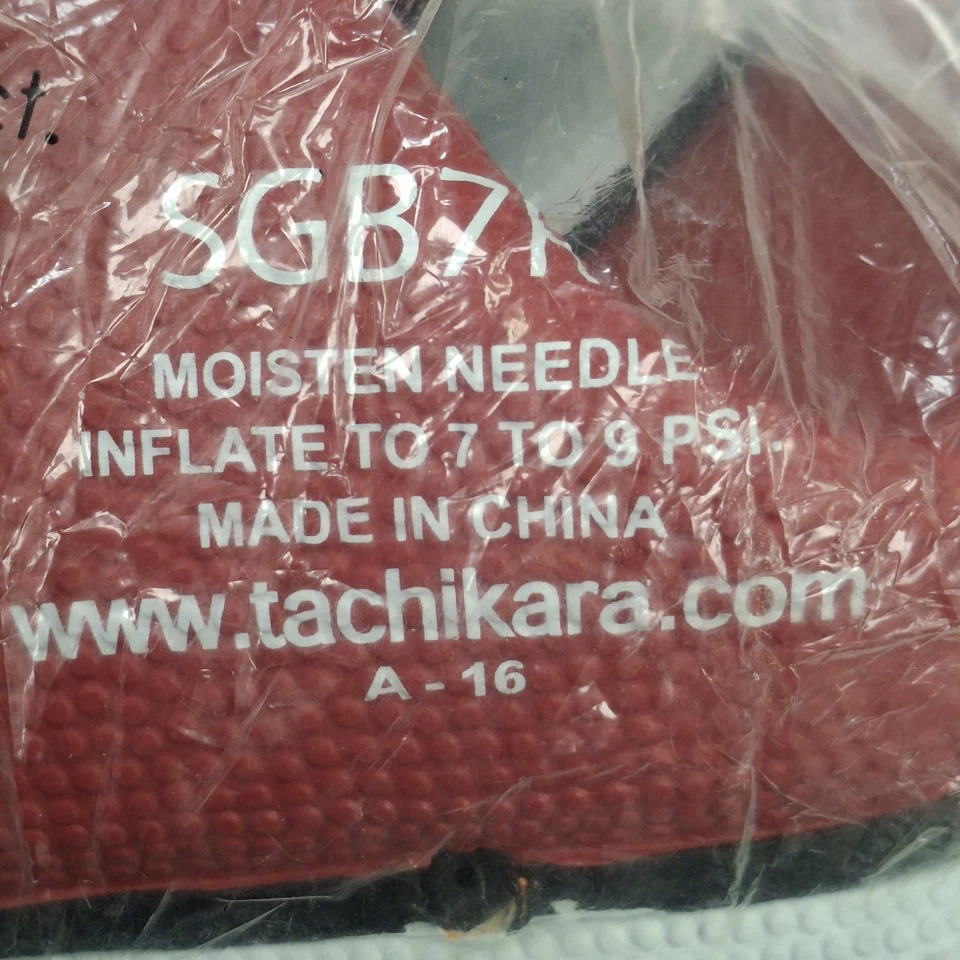 SGB7
MOISTEN NEEDLE
INFLATE TO 7 TO 9 PSI.
MADE IN CHINA
www.tachikara.com
A - 16